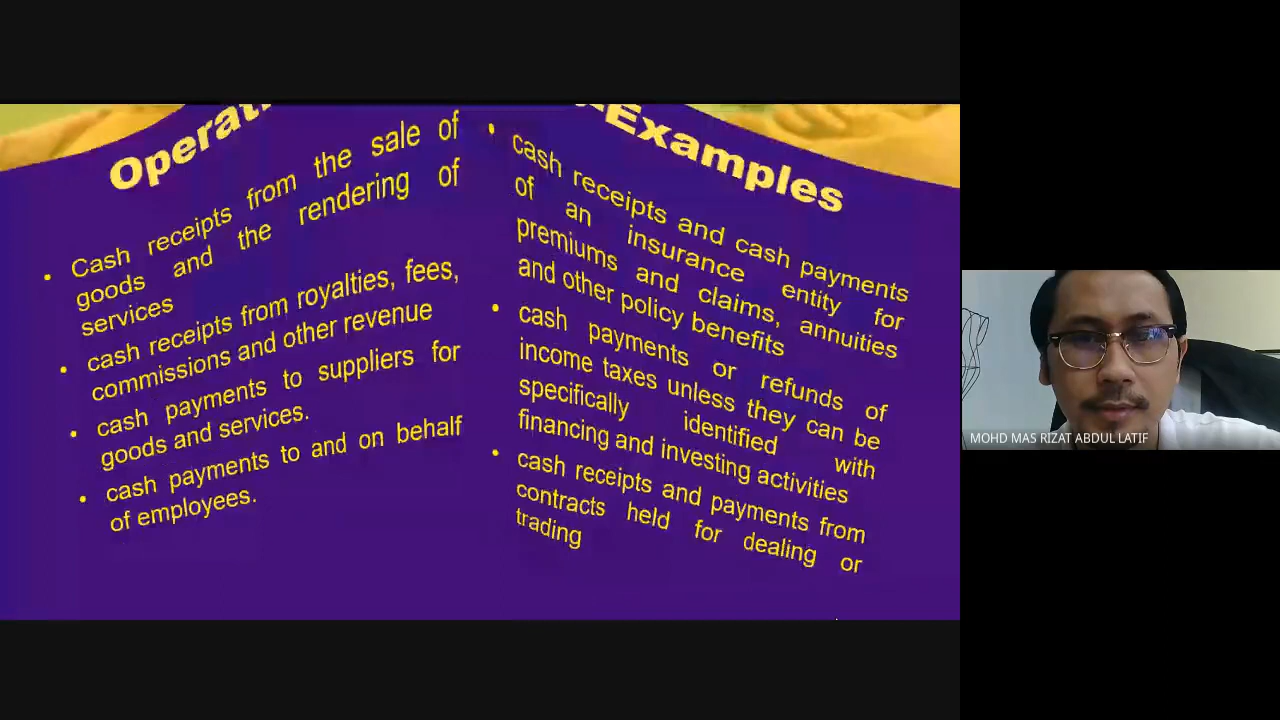 Operati
• Cash receipts from the sale of
goods and the rendering of
services
• cash receipts from royalties, fees,
commissions and other revenue
• cash payments to suppliers for
goods and services.
• cash payments to and on behalf
of employees.
Examples
• cash receipts and cash payments
of an insurance entity for
premiums and claims, annuities
and other policy benefits
• cash payments or refunds of
income taxes unless they can be
specifically identified with
financing and investing activities
• cash receipts and payments from
contracts held for dealing or
trading
MOHD MAS RIZAT ABDUL LATIF